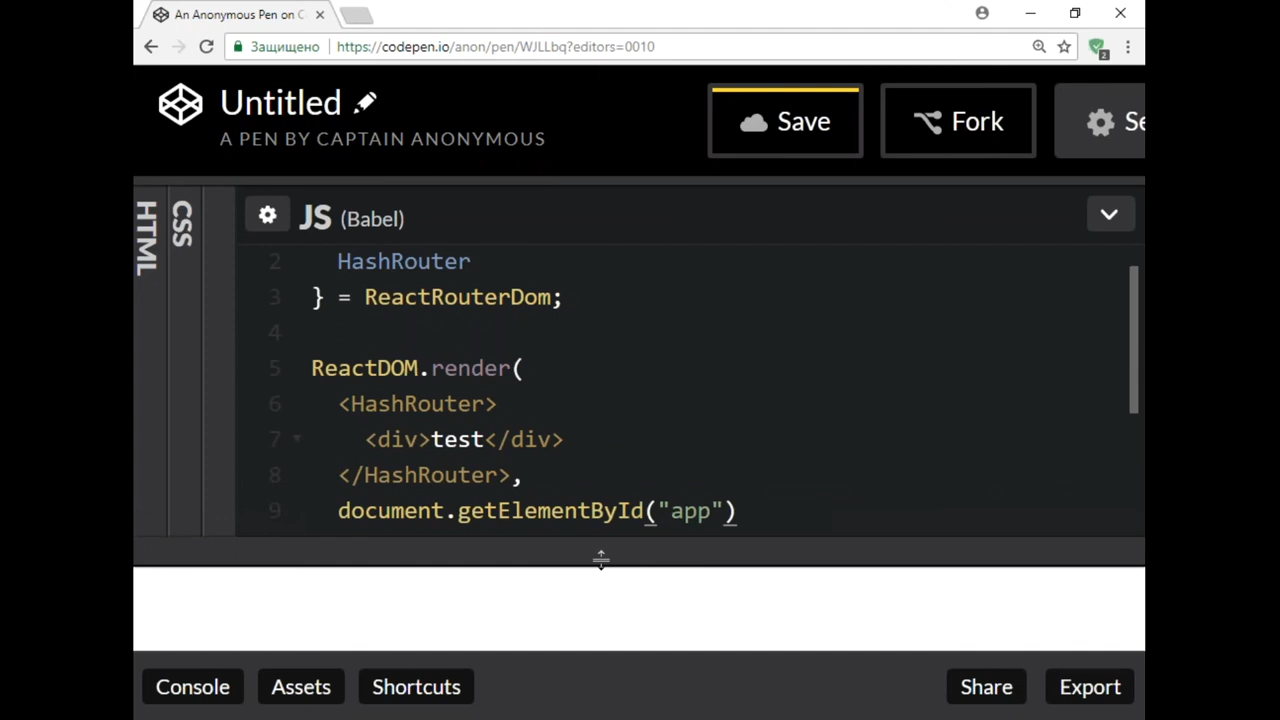 An Anonymous Pen on C
Защищено
https://codepen.io/anon/pen/WJLLbq?editors=0010
2
Untitled
A PEN BY CAPTAIN ANONYMOUS
Save
Fork
Se
HTML
CSS
JS (Babel)
2 HashRouter
3 } = ReactRouterDom;
4
5 ReactDOM.render(
6 <HashRouter>
7 <div>test</div>
8 </HashRouter>,
9 document.getElementById("app")
Console
Assets
Shortcuts
Share
Export